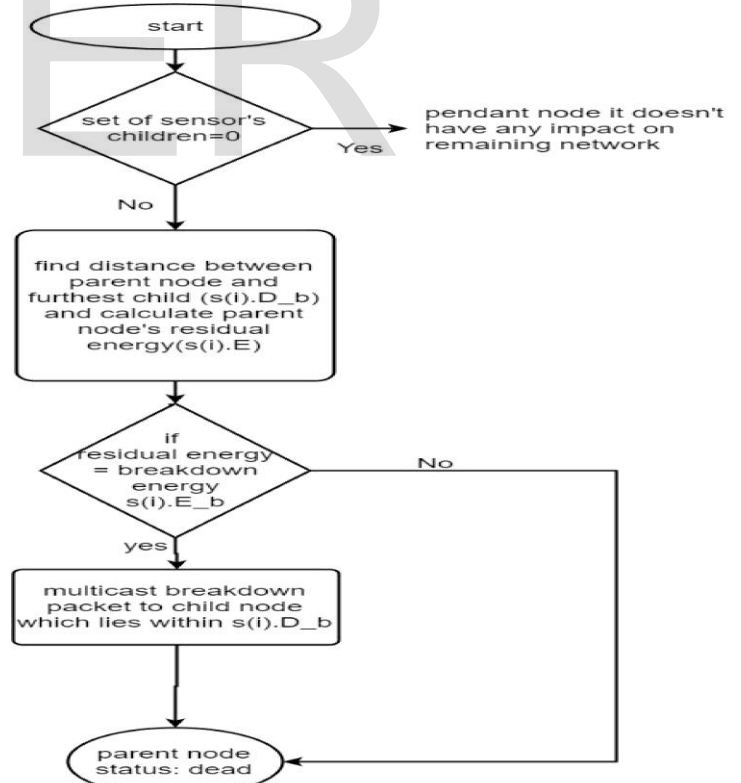 start
set of sensor's
children=0
Yes
pendant node it doesn't
have any impact on
remaining network
No
find distance between
parent node and
furthest child (s(i).D_b)
and calculate parent
node's residual
energy(s(i).E)
if
residual energy
= breakdown
energy
s(i).E_b
No
yes
multicast breakdown
packet to child node
which lies within s(i).D_b
parent node
status: dead
ER